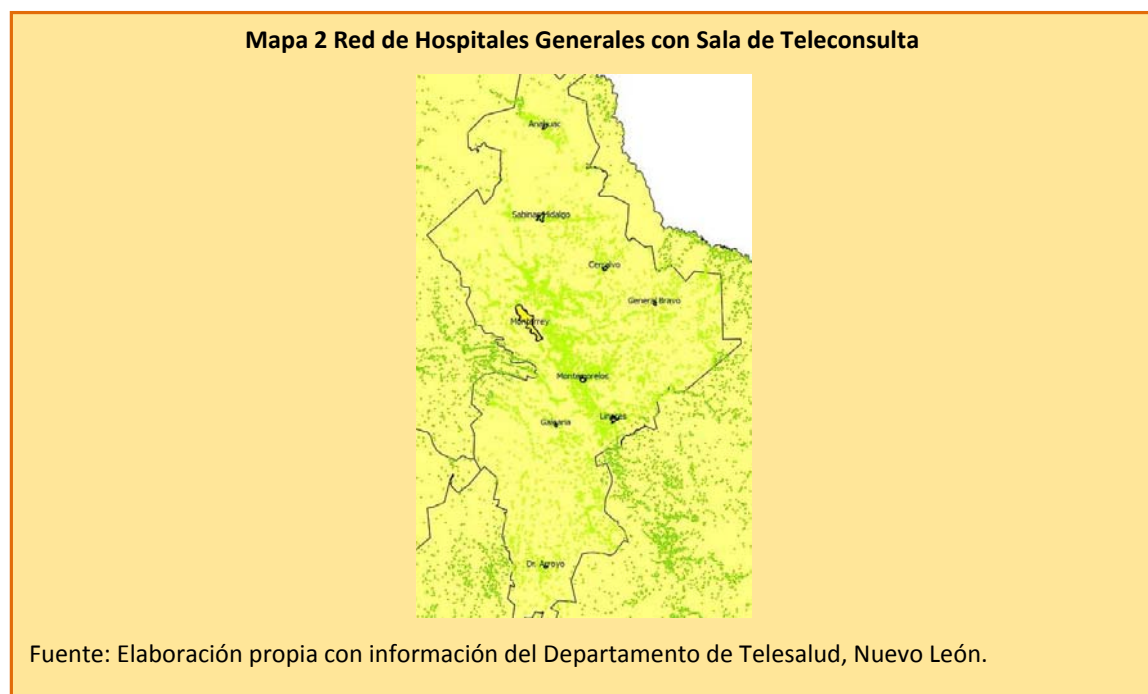 Mapa 2 Red de Hospitales Generales con Sala de Teleconsulta
Anahuac
Sabinas Hidalgo
Cerralvo
General Bravo
Monterrey
Montemorelos
Linares
Galeana
Dr. Arroyo
Fuente: Elaboración propia con información del Departamento de Telesalud, Nuevo León.